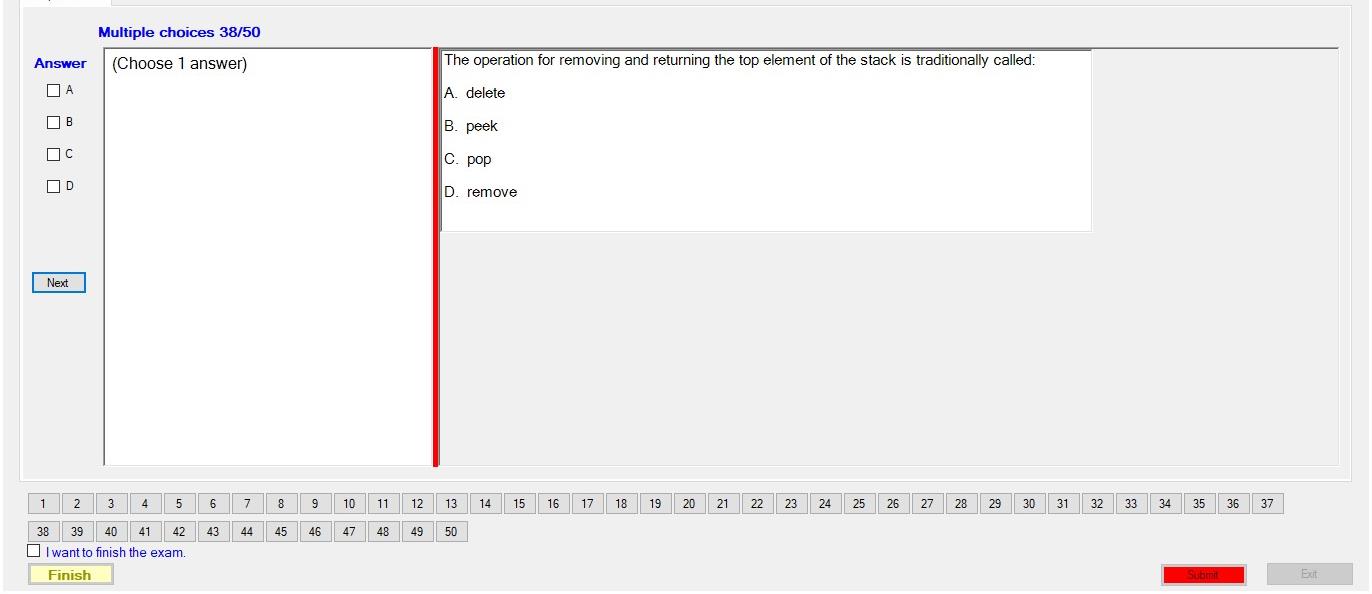 Multiple choices 38/50
Answer
(Choose 1 answer)
A
B
C
D
Next
The operation for removing and returning the top element of the stack is traditionally called:
A. delete
B. peek
C. pop
D. remove
1 2 3 4 5 6 7 8 9 10 11 12 13 14 15 16 17 18 19 20 21 22 23 24 25 26 27 28 29 30 31 32 33 34 35 36 37
38 39 40 41 42 43 44 45 46 47 48 49 50
I want to finish the exam.
Finish
Submit
Exit